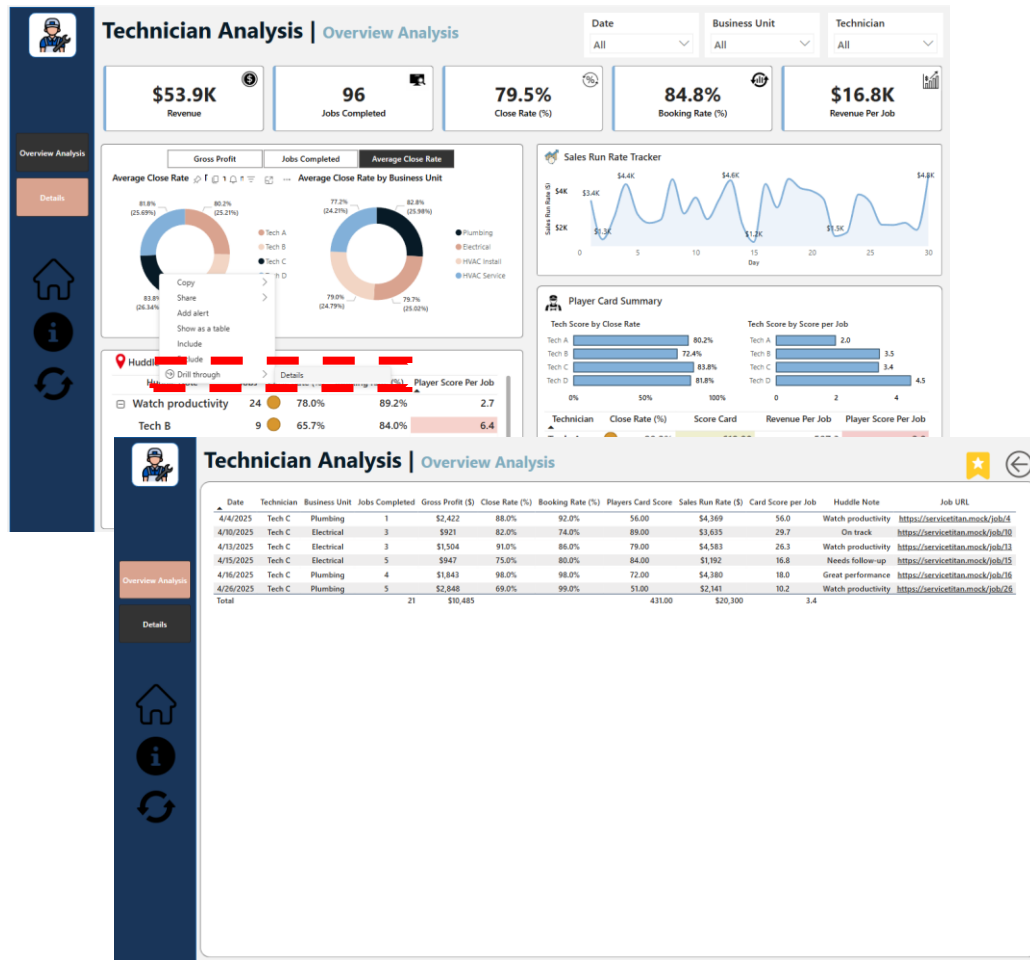 Technician Analysis | Overview Analysis
Date
Business Unit
Technician
All
All
All
$53.9K
Revenue
96
Jobs Completed
79.5%
Close Rate (%)
84.8%
Booking Rate (%)
$16.8K
Revenue Per Job
Overview Analysis
Details
Gross Profit
Jobs Completed
Average Close Rate
Average Close Rate
Average Close Rate by Business Unit
81.8%
(25.69%)
80.2%
(25.21%)
83.8%
(26.34%)
Tech A
Tech B
Tech C
Tech D
77.2%
(24.21%)
82.8%
(25.98%)
79.0%
(24.79%)
79.7%
(25.02%)
Plumbing
Electrical
HVAC Install
HVAC Service
Copy
Share
Add alert
Show as a table
Include
Drill through
Details
Sales Run Rate Tracker
Sales Run Rate ($)
$4K
$2K
$3.4K
$1.3K
$4.4K
$4.6K
$1.2K
$1.5K
$4.8K
0 5 10 15 20 25 30
Day
Player Card Summary
Tech Score by Close Rate
Tech A 80.2%
Tech B 72.4%
Tech C 83.8%
Tech D 81.8%
0% 50% 100%
Tech Score by Score per Job
Tech A 2.0
Tech B 3.5
Tech C 3.4
Tech D 4.5
0 2 4
Technician Close Rate (%) Score Card Revenue Per Job Player Score Per Job
Huddle
(%) Player Score Per Job
Watch productivity 24 78.0% 89.2% 2.7
Tech B 9 65.7% 84.0% 6.4
Technician Analysis | Overview Analysis
Overview Analysis
Details
Date Technician Business Unit Jobs Completed Gross Profit ($) Close Rate (%) Booking Rate (%) Players Card Score Sales Run Rate ($) Card Score per Job Huddle Note Job URL
4/4/2025 Tech C Plumbing 1 $2,422 88.0% 92.0% 56.00 $4,369 56.0 Watch productivity https://servicetitan.mock/job/4
4/10/2025 Tech C Electrical 3 $921 82.0% 74.0% 89.00 $3,635 29.7 On track https://servicetitan.mock/job/10
4/13/2025 Tech C Electrical 3 $1,504 91.0% 86.0% 79.00 $4,583 26.3 Watch productivity https://servicetitan.mock/job/13
4/15/2025 Tech C Electrical 5 $947 75.0% 80.0% 84.00 $1,192 16.8 Needs follow-up https://servicetitan.mock/job/15
4/16/2025 Tech C Plumbing 4 $1,843 98.0% 98.0% 72.00 $4,380 18.0 Great performance https://servicetitan.mock/job/16
4/26/2025 Tech C Plumbing 5 $2,848 69.0% 99.0% 51.00 $2,141 10.2 Watch productivity https://servicetitan.mock/job/26
Total 21 $10,485 431.00 $20,300 3.4